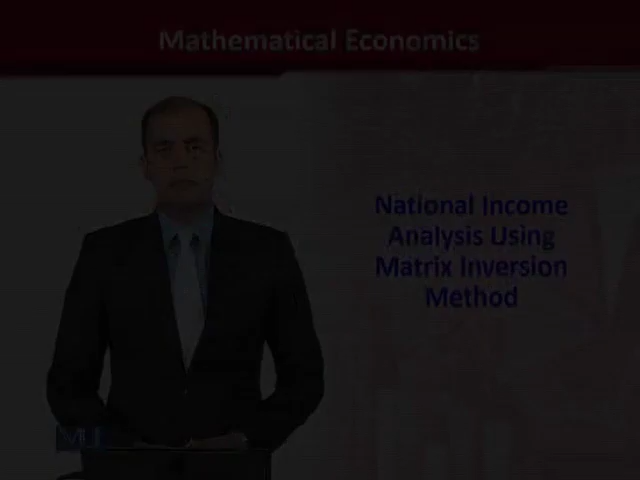 Mathematical Economics
National Income
Analysis Using
Matrix Inversion
Method